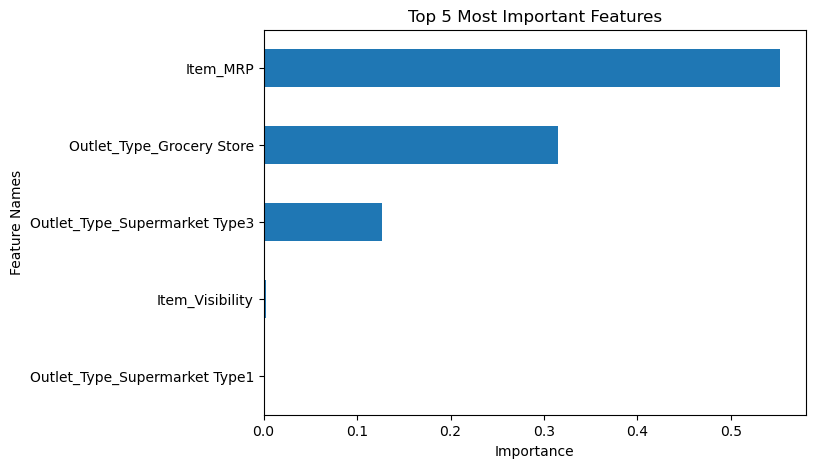 Top 5 Most Important Features
Feature Names
Item_MRP
Outlet_Type_Grocery Store
Outlet_Type_Supermarket Type3
Item_Visibility
Outlet_Type_Supermarket Type1
0.0 0.1 0.2 0.3 0.4 0.5
Importance